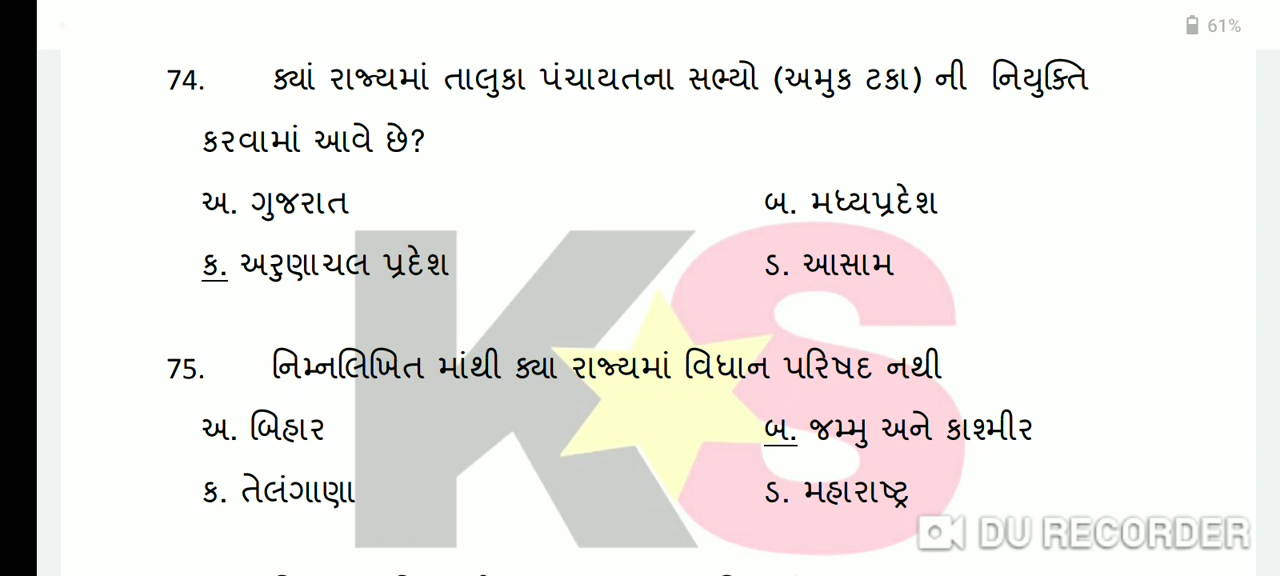 61%
74. ક્યાં રાજ્યમાં તાલુકા પંચાયતના સભ્યો (અમુક ટકા) ની નિયુક્તિ
કરવામાં આવે છે?
અ. ગુજરાત બ. મધ્યપ્રદેશ
ક. અરુણાચલ પ્રદેશ ડ. આસામ
75. નિમ્નલિખિત માંથી ક્યા રાજ્યમાં વિધાન પરિષદ નથી
અ. બિહાર બ. જમ્મુ અને કાશ્મીર
ક. તેલંગાણા ડ. મહારાષ્ટ્ર
KS
DU RECORDER